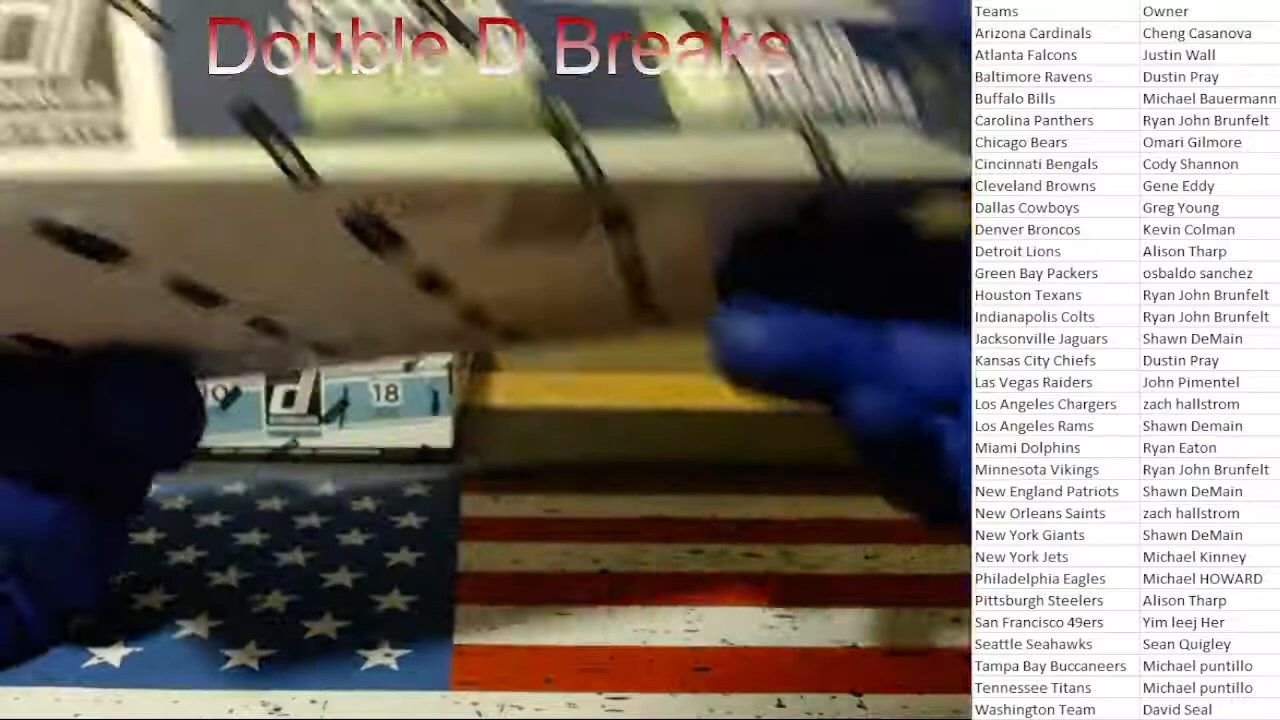 Double D Breaks
Teams Owner
Arizona Cardinals Cheng Casanova
Atlanta Falcons Justin Wall
Baltimore Ravens Dustin Pray
Buffalo Bills Michael Bauermann
Carolina Panthers Ryan John Brunfelt
Chicago Bears Omari Gilmore
Cincinnati Bengals Cody Shannon
Cleveland Browns Gene Eddy
Dallas Cowboys Greg Young
Denver Broncos Kevin Colman
Detroit Lions Alison Tharp
Green Bay Packers osbaldo sanchez
Houston Texans Ryan John Brunfelt
Indianapolis Colts Ryan John Brunfelt
Jacksonville Jaguars Shawn DeMain
Kansas City Chiefs Dustin Pray
Las Vegas Raiders John Pimentel
Los Angeles Chargers zach hallstrom
Los Angeles Rams Shawn Demain
Miami Dolphins Ryan Eaton
Minnesota Vikings Ryan John Brunfelt
New England Patriots Shawn DeMain
New Orleans Saints zach hallstrom
New York Giants Shawn DeMain
New York Jets Michael Kinney
Philadelphia Eagles Michael HOWARD
Pittsburgh Steelers Alison Tharp
San Francisco 49ers Yim leej Her
Seattle Seahawks Sean Quigley
Tampa Bay Buccaneers Michael puntillo
Tennessee Titans Michael puntillo
Washington Team David Seal
d 18